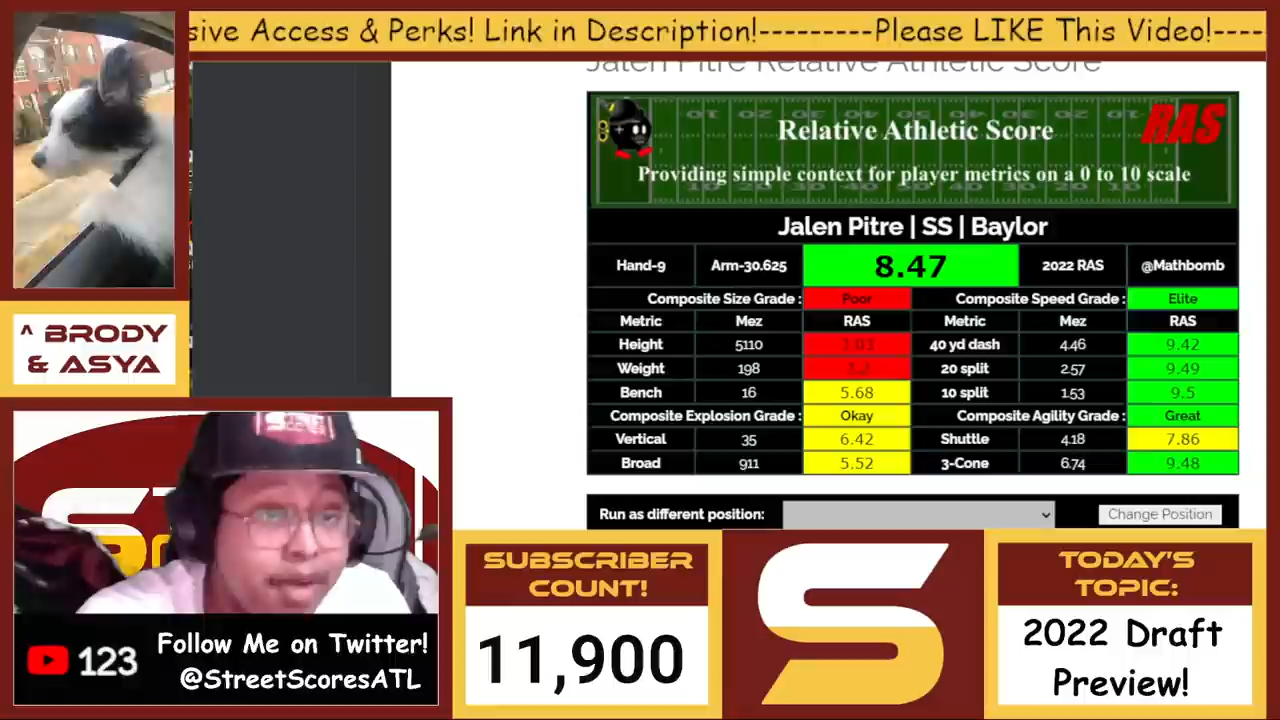 sive Access & Perks! Link in Description!---------Please LIKE This Video!----
Jalen Pitre Relative Athletic Score
Relative Athletic Score
RAS
Providing simple context for player metrics on a 0 to 10 scale
Jalen Pitre | SS | Baylor
Hand-9 Arm-30.625 8.47 2022 RAS @Mathbomb
Composite Size Grade : Poor Composite Speed Grade : Elite
Metric Mez RAS Metric Mez RAS
Height 5110 40 yd dash 4.46 9.42
Weight 198 20 split 2.57 9.49
Bench 16 5.68 10 split 1.53 9.5
Composite Explosion Grade : Okay Composite Agility Grade : Great
Vertical 35 6.42 Shuttle 4.18 7.86
Broad 911 5.52 3-Cone 6.74 9.48
Run as different position: Change Position
^ BRODY
& ASYA
123
Follow Me on Twitter!
@StreetScoresATL
SUBSCRIBER
COUNT!
11,900
S
TODAY'S
TOPIC:
2022 Draft
Preview!